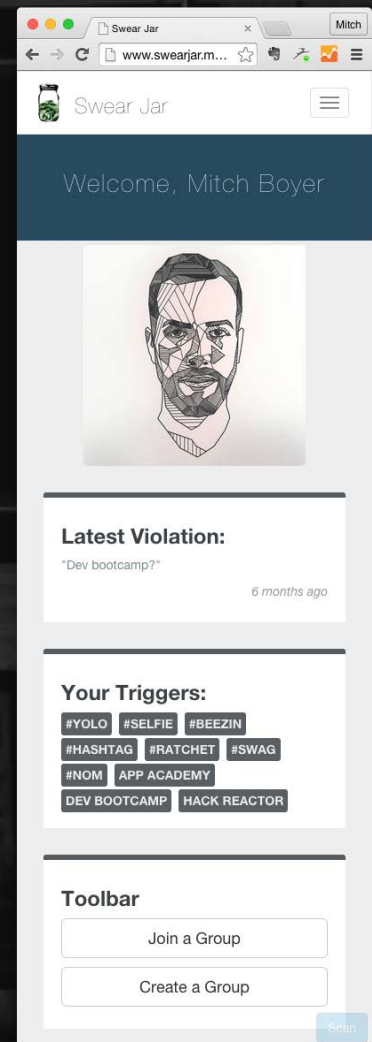 Swear Jar
Mitch
www.swearjar.m...
Swear Jar
Welcome, Mitch Boyer
Latest Violation:
"Dev bootcamp?"
6 months ago
Your Triggers:
#YOLO #SELFIE #BEEZIN
#HASHTAG #RATCHET #SWAG
#NOM APP ACADEMY
DEV BOOTCAMP HACK REACTOR
Toolbar
Join a Group
Create a Group
Scan